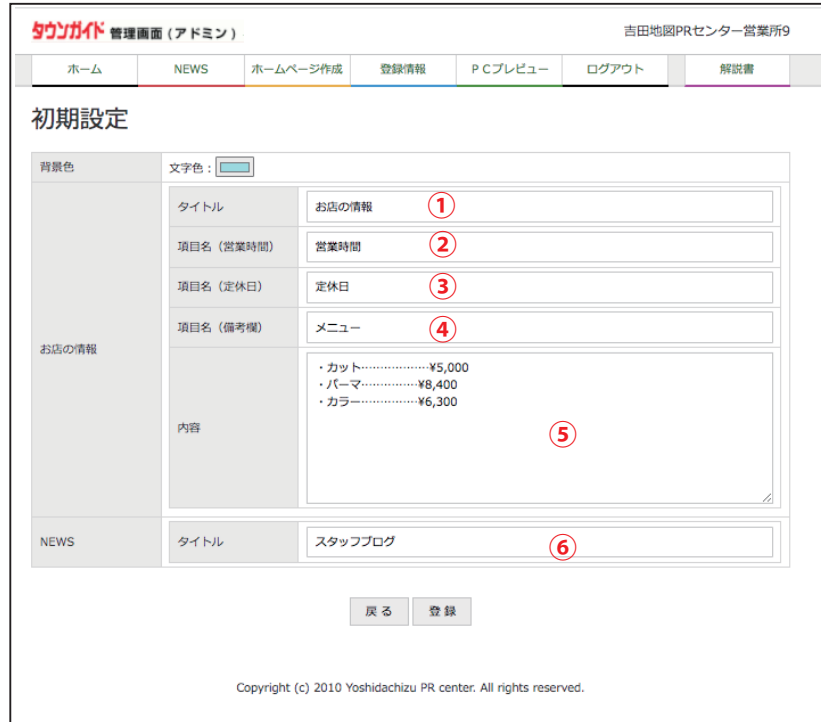 タウンガイド 管理画面(アドミン)
吉田地図PRセンター営業所9
ホーム NEWS ホームページ作成 登録情報 PCプレビュー ログアウト 解説書
初期設定
背景色 文字色:
お店の情報
タイトル お店の情報 ①
項目名(営業時間) 営業時間 ②
項目名(定休日) 定休日 ③
項目名(備考欄) メニュー ④
内容
・カット………………¥5,000
・パーマ……………¥8,400
・カラー……………¥6,300
⑤
NEWS タイトル スタッフブログ ⑥
戻る 登録
Copyright (c) 2010 Yoshidachizu PR center. All rights reserved.